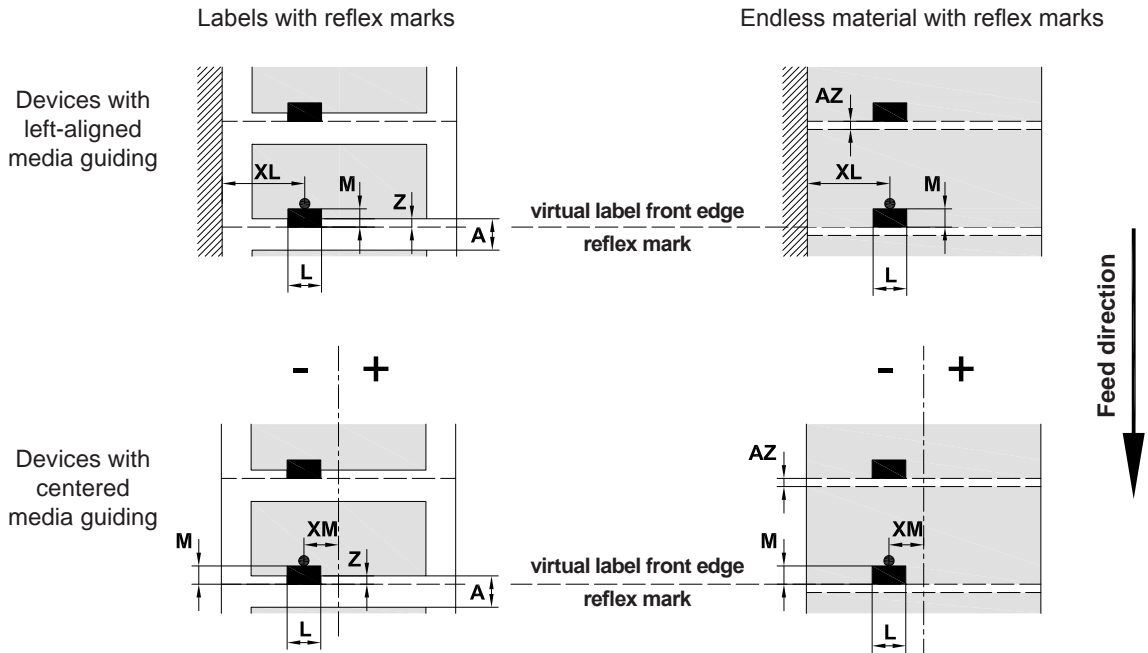 Labels with reflex marks
Endless material with reflex marks
Devices with
left-aligned
media guiding
XL
M
Z
A
L
virtual label front edge
reflex mark
AZ
XL
M
L
Feed direction
- +
- +
Devices with
centered
media guiding
M
XM
Z
A
L
virtual label front edge
reflex mark
AZ
XM
M
L